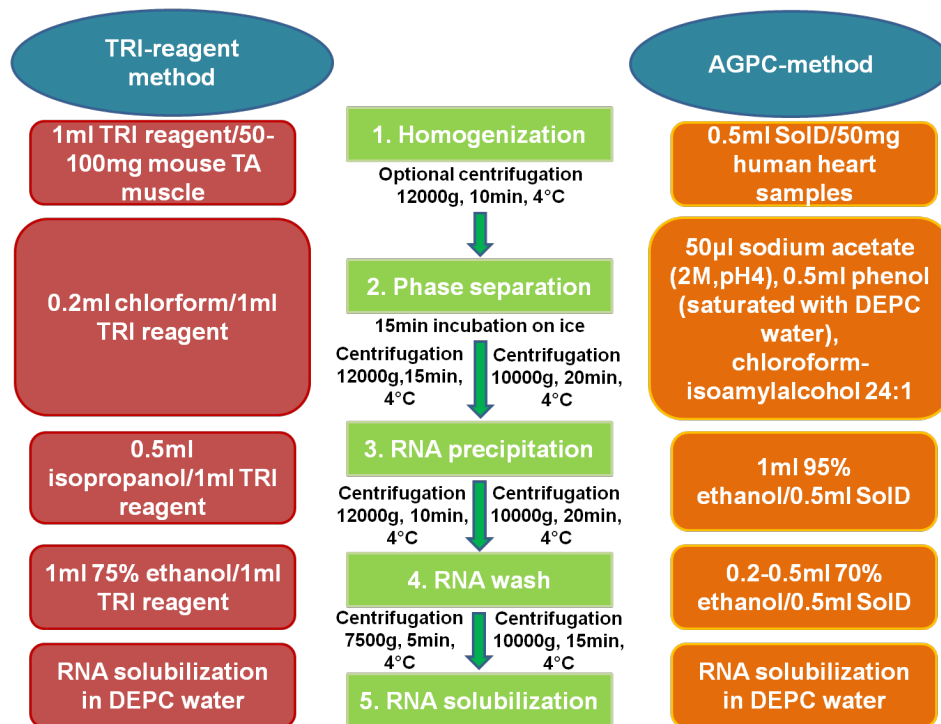 TRI-reagent
method
AGPC-method
1ml TRI reagent/50-
100mg mouse TA
muscle
1. Homogenization
0.5ml SolD/50mg
human heart
samples
Optional centrifugation
12000g, 10min, 4°C
0.2ml chlorform/1ml
TRI reagent
2. Phase separation
50µl sodium acetate
(2M,pH4), 0.5ml phenol
(saturated with DEPC
water),
chloroform-
isoamylalcohol 24:1
15min incubation on ice
Centrifugation
12000g,15min,
4°C
Centrifugation
10000g, 20min,
4°C
0.5ml
isopropanol/1ml TRI
reagent
3. RNA precipitation
1ml 95%
ethanol/0.5ml SolD
Centrifugation
12000g, 10min,
4°C
Centrifugation
10000g, 20min,
4°C
1ml 75% ethanol/1ml
TRI reagent
4. RNA wash
0.2-0.5ml 70%
ethanol/0.5ml SolD
Centrifugation
7500g, 5min,
4°C
Centrifugation
10000g, 15min,
4°C
RNA solubilization
in DEPC water
5. RNA solubilization
RNA solubilization
in DEPC water